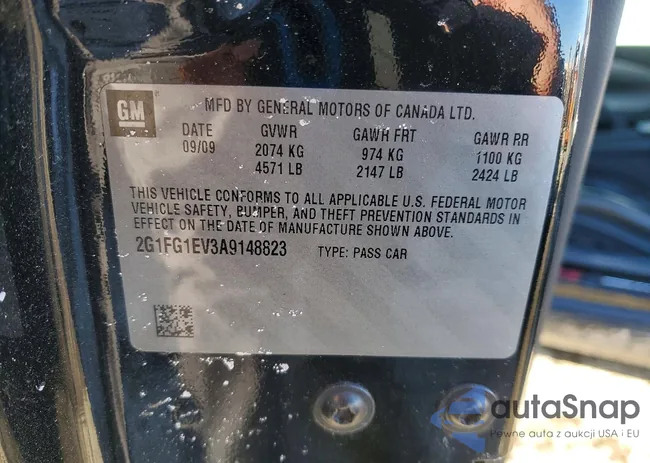 GM
MFD BY GENERAL MOTORS OF CANADA LTD.
DATE GVWR GAWR FRT GAWR RR
09/09 2074 KG 974 KG 1100 KG
4571 LB 2147 LB 2424 LB
THIS VEHICLE CONFORMS TO ALL APPLICABLE U.S. FEDERAL MOTOR
VEHICLE SAFETY, BUMPER, AND THEFT PREVENTION STANDARDS IN
EFFECT ON THE DATE OF MANUFACTURE SHOWN ABOVE.
2G1FG1EV3A9148823 TYPE: PASS CAR
autaSnap
Pewne auta z aukcji USA i EU